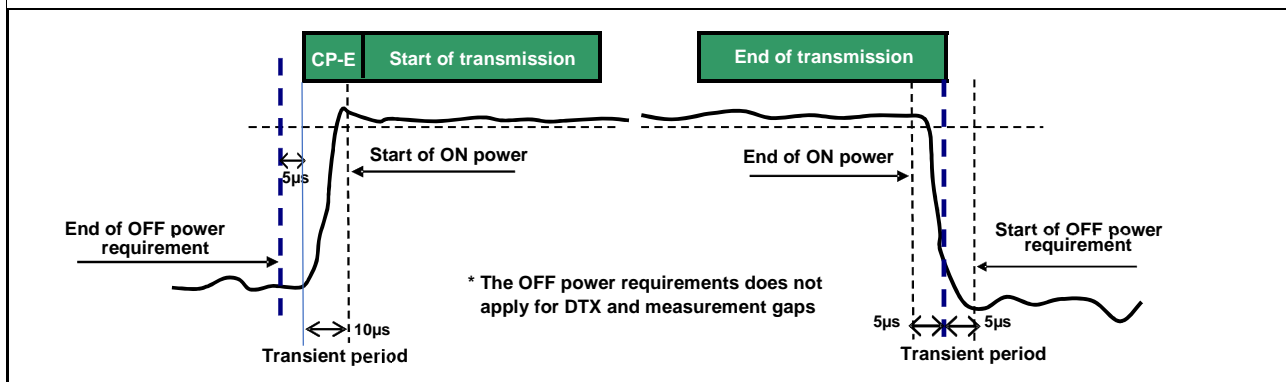 CP-E
Start of transmission
End of transmission
Start of ON power
End of ON power
5µs
End of OFF power
requirement
Start of OFF power
requirement
* The OFF power requirements does not
apply for DTX and measurement gaps
10µs
Transient period
5µs
5µs
Transient period